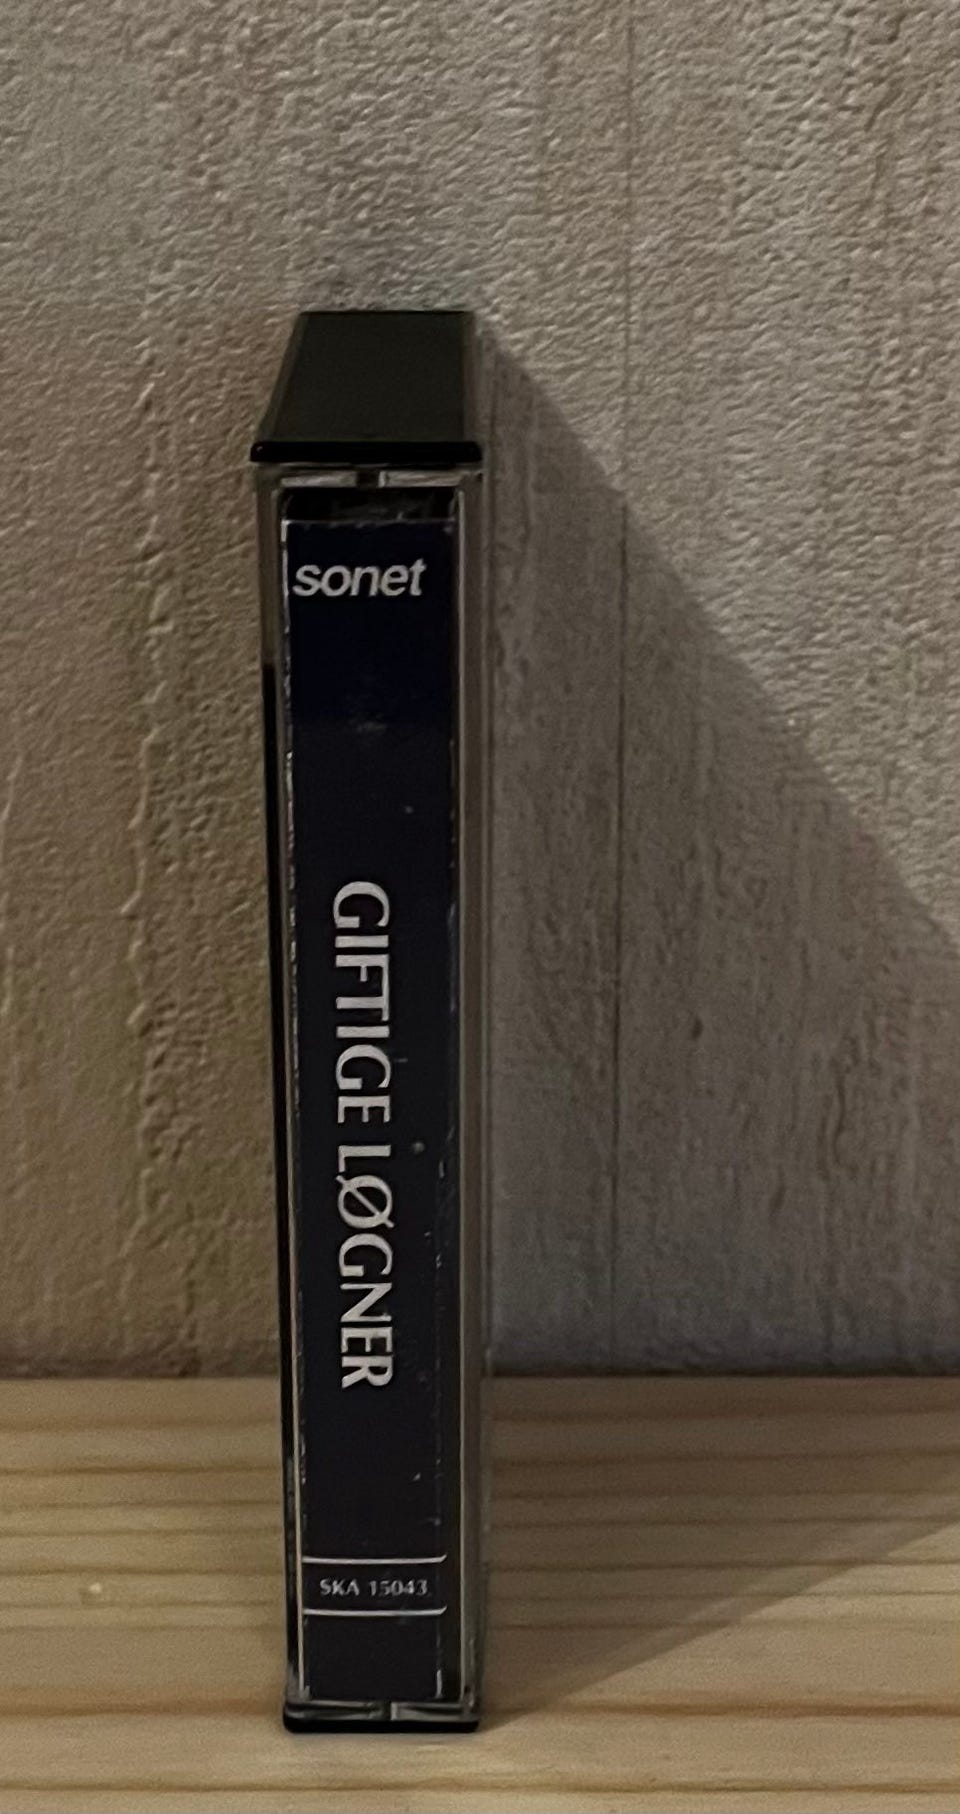 sonet
GIFTIGE LØGNER
SKA 15043